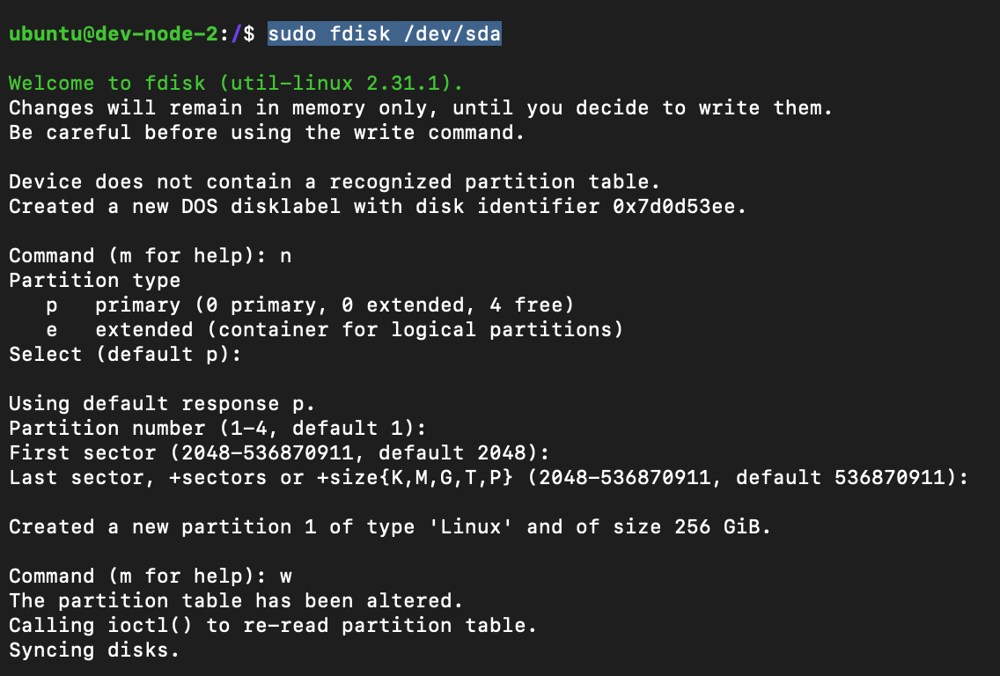 ubuntu@dev-node-2:/$ sudo fdisk /dev/sda
Welcome to fdisk (util-linux 2.31.1).
Changes will remain in memory only, until you decide to write them.
Be careful before using the write command.
Device does not contain a recognized partition table.
Created a new DOS disklabel with disk identifier 0x7d0d53ee.
Command (m for help): n
Partition type
   p   primary (0 primary, 0 extended, 4 free)
   e   extended (container for logical partitions)
Select (default p):
Using default response p.
Partition number (1-4, default 1):
First sector (2048-536870911, default 2048):
Last sector, +sectors or +size{K,M,G,T,P} (2048-536870911, default 536870911):
Created a new partition 1 of type 'Linux' and of size 256 GiB.
Command (m for help): w
The partition table has been altered.
Calling ioctl() to re-read partition table.
Syncing disks.